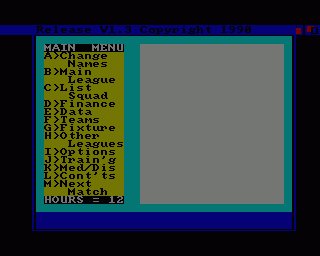 Release V1.3 Copyright 1990
MAIN MENU
A>Change
Names
B>Main
League
C>List
Squad
D>Finance
E>Data
F>Teams
G>Fixture
H>Other
Leagues
I>Options
J>Train'g
K>Med/Dis
L>Cont'ts
M>Next
Match
HOURS = 12